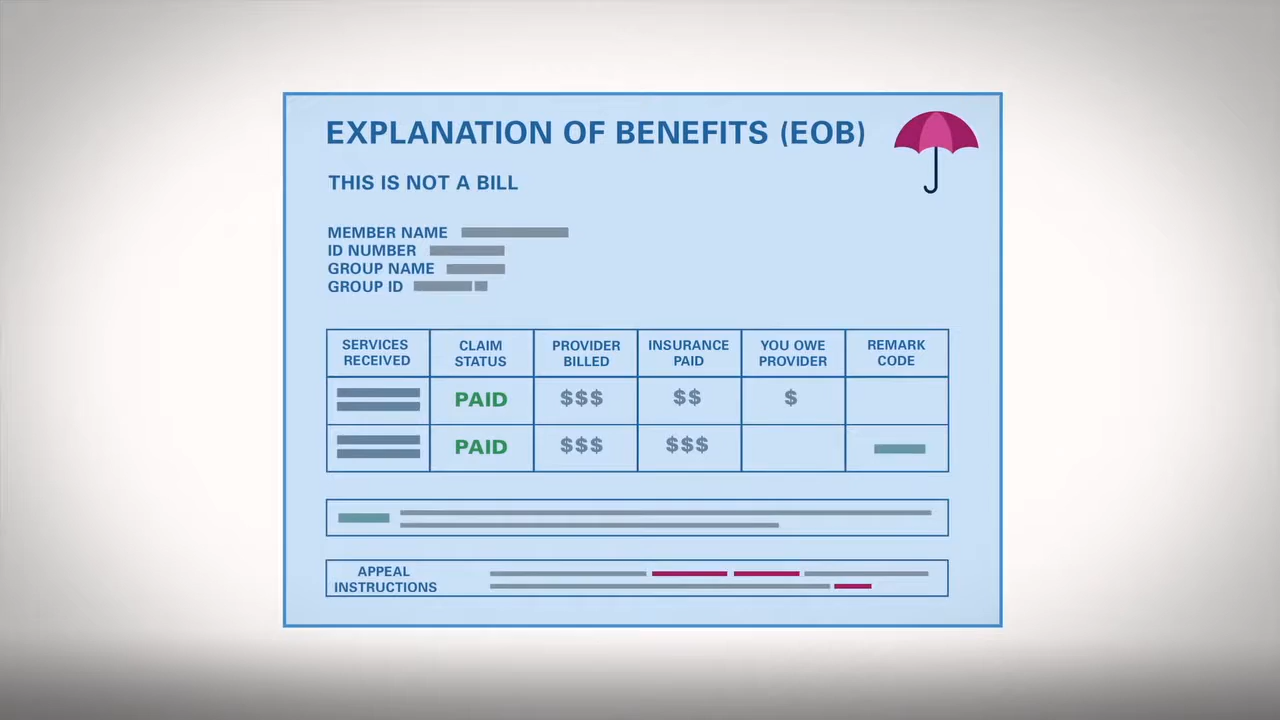 EXPLANATION OF BENEFITS (EOB)
THIS IS NOT A BILL
MEMBER NAME
ID NUMBER
GROUP NAME
GROUP ID
SERVICES RECEIVED
CLAIM STATUS
PROVIDER BILLED
INSURANCE PAID
YOU OWE PROVIDER
REMARK CODE
PAID $$$ $$ $
PAID $$$ $$$
APPEAL
INSTRUCTIONS